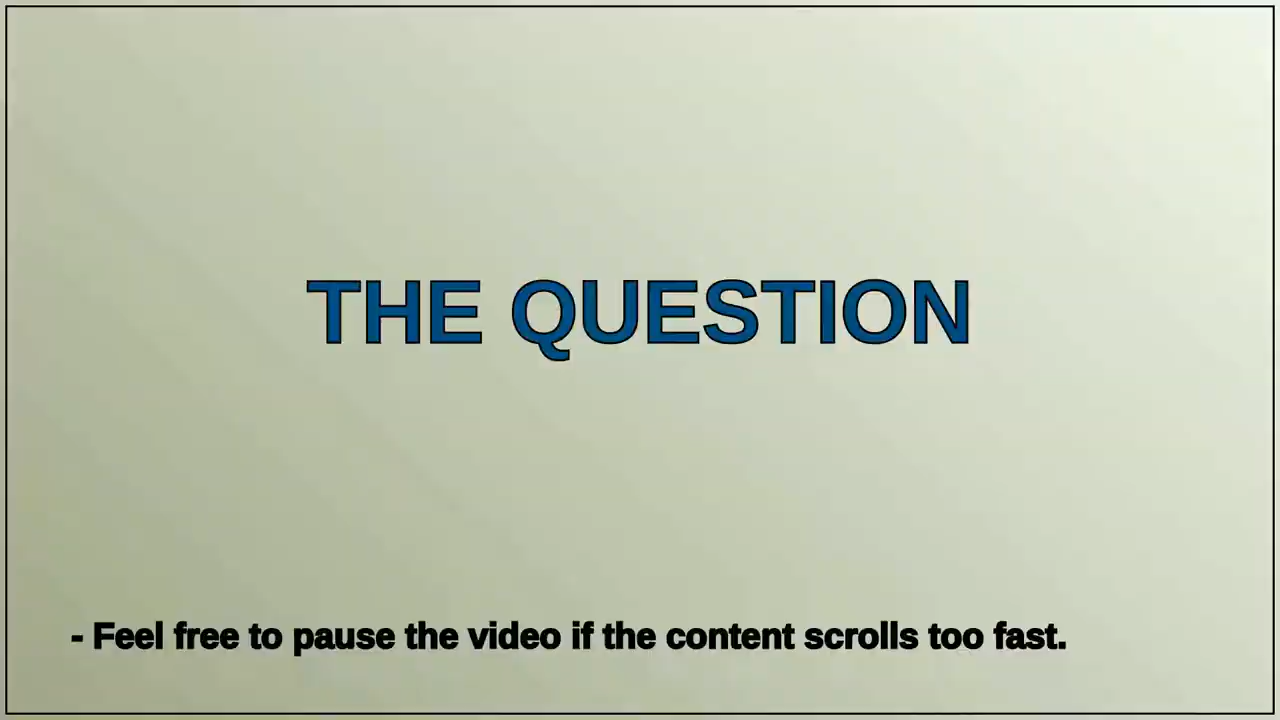 THE QUESTION
- Feel free to pause the video if the content scrolls too fast.